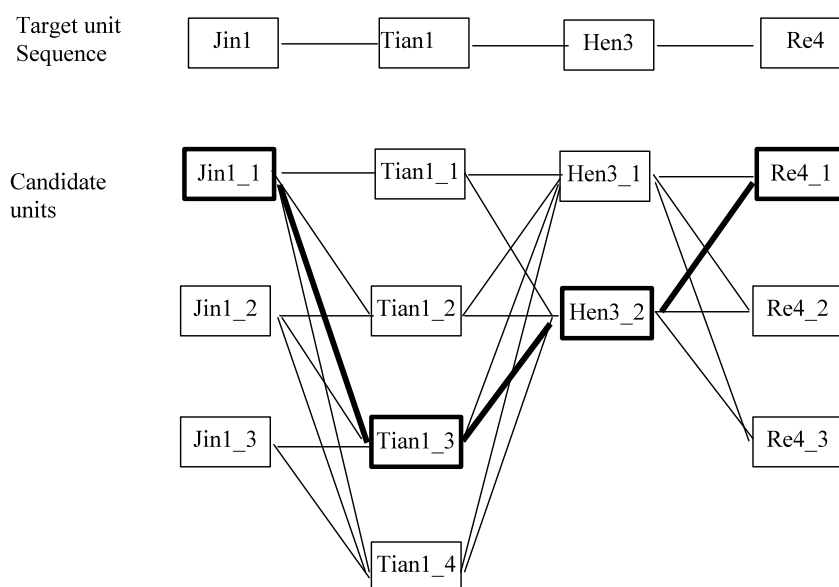 Target unit
Sequence
Jin1
Tian1
Hen3
Re4
Candidate
units
Jin1_1
Tian1_1
Hen3_1
Re4_1
Jin1_2
Tian1_2
Hen3_2
Re4_2
Jin1_3
Tian1_3
Re4_3
Tian1_4